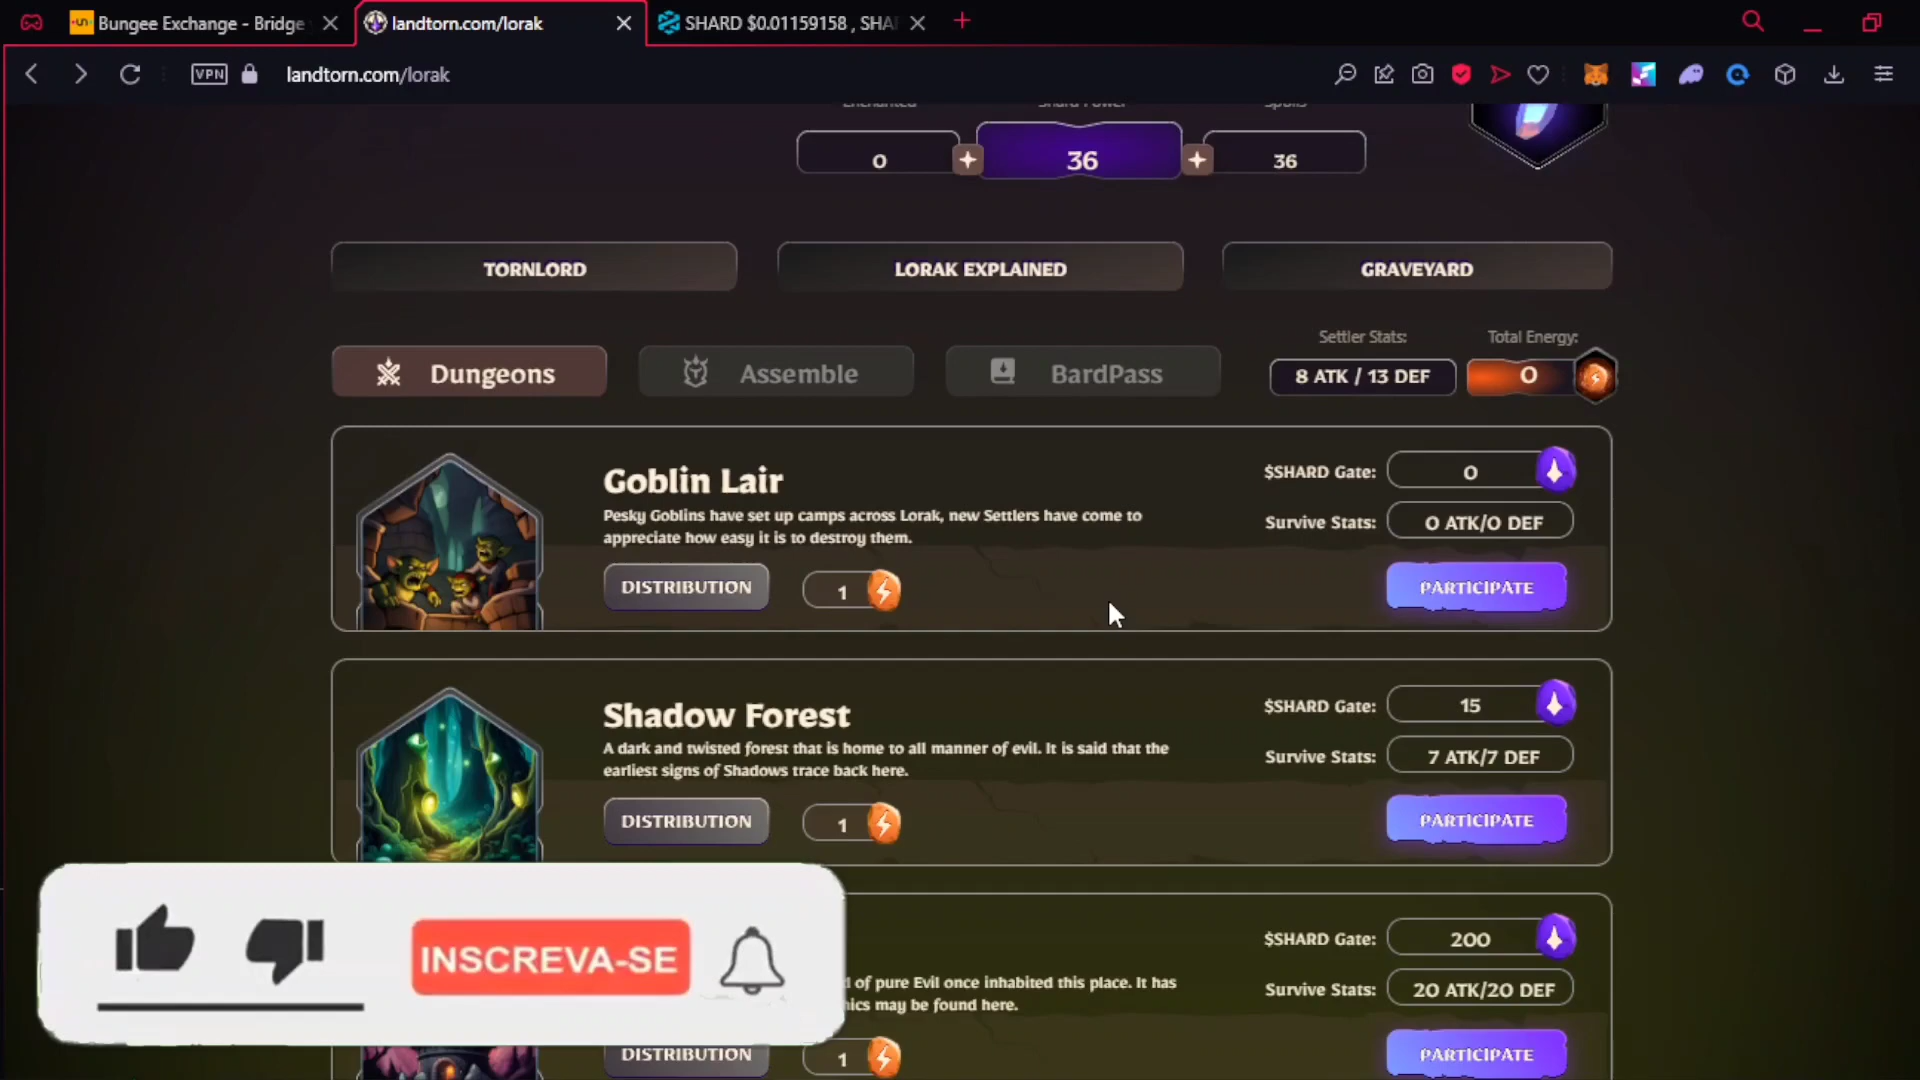 Bungee Exchange - Bridge
landtorn.com/lorak
SHARD $0.01159158 , SHA
VPN
landtorn.com/lorak
Enchanted
Shard Power
Spoils
0
36
36
TORNLORD
LORAK EXPLAINED
GRAVEYARD
Settler Stats:
Total Energy:
Dungeons
Assemble
BardPass
8 ATK / 13 DEF
0
Goblin Lair
Pesky Goblins have set up camps across Lorak, new Settlers have come to
appreciate how easy it is to destroy them.
DISTRIBUTION
1
$SHARD Gate:
0
Survive Stats:
0 ATK/0 DEF
PARTICIPATE
Shadow Forest
A dark and twisted forest that is home to all manner of evil. It is said that the
earliest signs of Shadows trace back here.
DISTRIBUTION
1
$SHARD Gate:
15
Survive Stats:
7 ATK/7 DEF
PARTICIPATE
d of pure Evil once inhabited this place. It has
nics may be found here.
DISTRIBUTION
1
$SHARD Gate:
200
Survive Stats:
20 ATK/20 DEF
PARTICIPATE
INSCREVA-SE